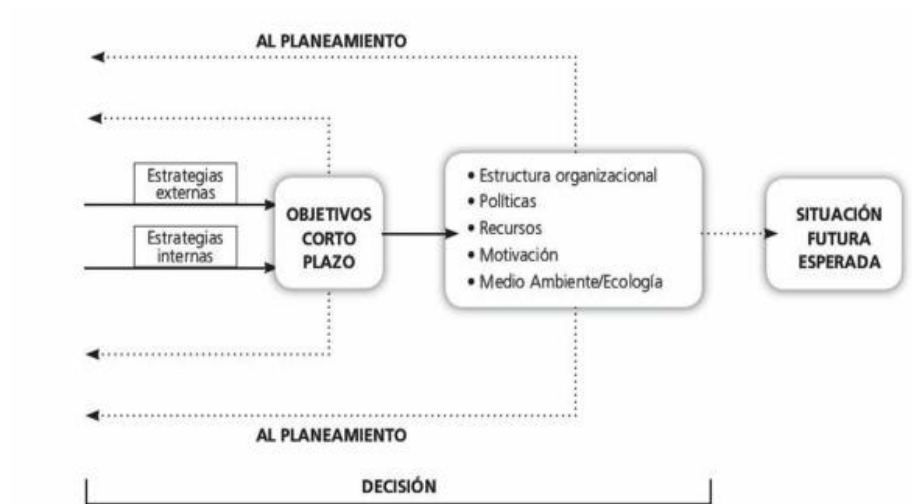 AL PLANEAMIENTO
Estrategias
externas
Estrategias
internas
OBJETIVOS
CORTO
PLAZO
• Estructura organizacional
• Políticas
• Recursos
• Motivación
• Medio Ambiente/Ecología
SITUACIÓN
FUTURA
ESPERADA
AL PLANEAMIENTO
DECISIÓN